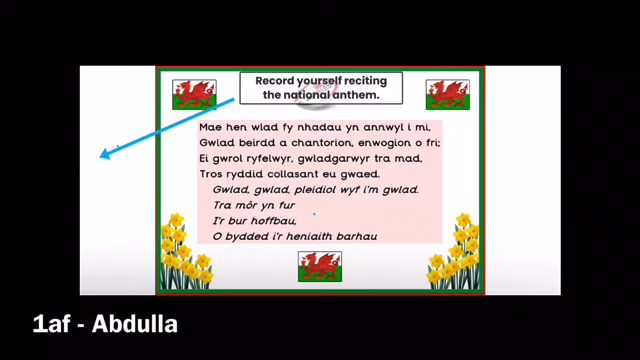 Record yourself reciting
the national anthem.
Mae hen wlad fy nhadau yn annwyl i mi,
Gwlad beirdd a chantorion, enwogion o fri;
Ei gwrol ryfelwyr, gwladgarwyr tra mad,
Tros ryddid collasant eu gwaed.
Gwlad, gwlad, pleidiol wyf i'm gwlad.
Tra môr yn fur
I'r bur hoffbau,
O bydded i'r heniaith barhau
1af - Abdulla